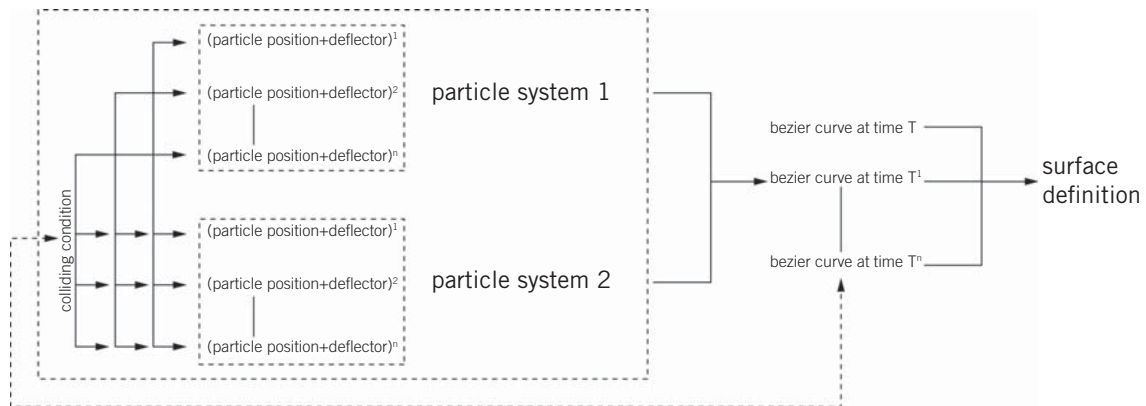 (particle position+deflector)¹
(particle position+deflector)²
(particle position+deflector)ⁿ
particle system 1
colliding condition
(particle position+deflector)¹
(particle position+deflector)²
(particle position+deflector)ⁿ
particle system 2
bezier curve at time T
bezier curve at time T¹
bezier curve at time Tⁿ
surface
definition